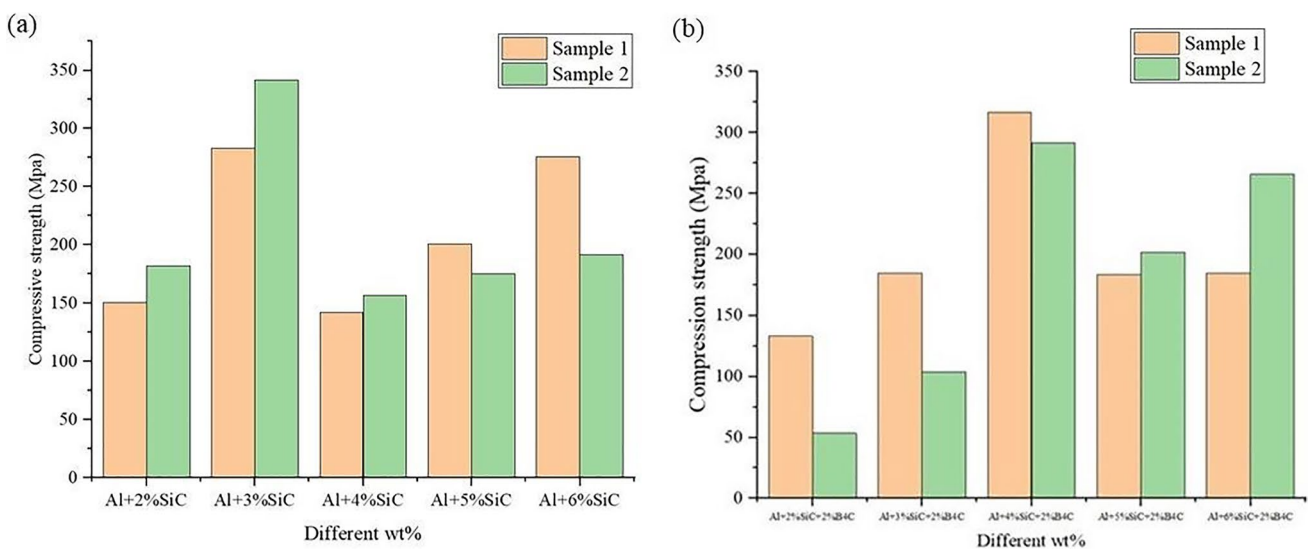 (a)
Sample 1
Sample 2
Compressive strength (Mpa)
350
300
250
200
150
100
50
0
Al+2%SiC Al+3%SiC Al+4%SiC Al+5%SiC Al+6%SiC
Different wt%
(b)
Sample 1
Sample 2
Compression strength (Mpa)
350
300
250
200
150
100
50
0
Al+2%SiC+2%B4C Al+3%SiC+2%B4C Al+4%SiC+2%B4C Al+5%SiC+2%B4C Al+6%SiC+2%B4C
Different wt%